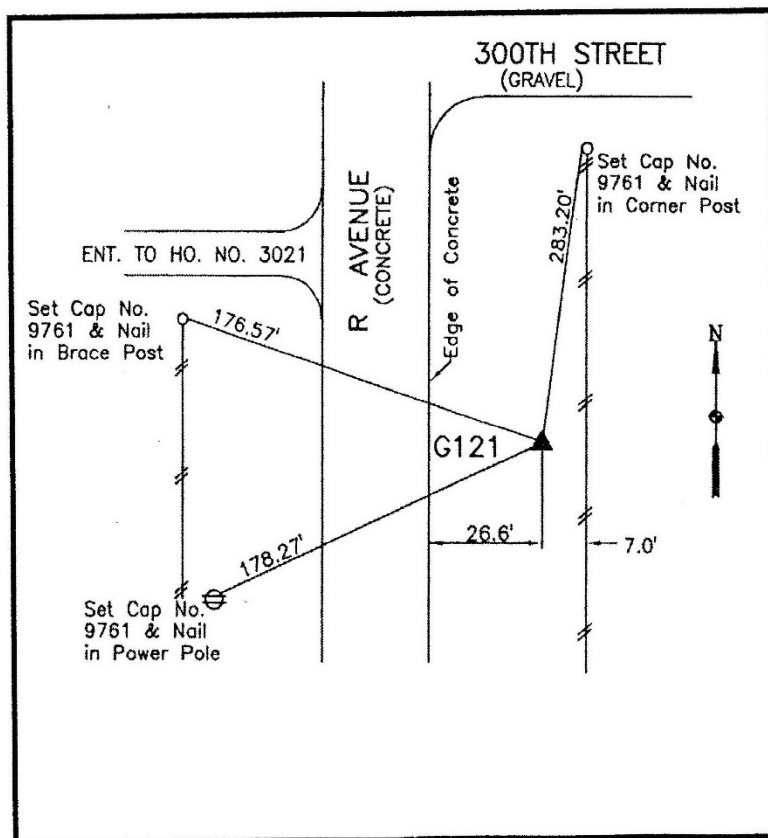 300TH STREET
(GRAVEL)
Set Cap No.
9761 & Nail
in Corner Post
283.20'
R AVENUE
(CONCRETE)
Edge of Concrete
ENT. TO HO. NO. 3021
Set Cap No.
9761 & Nail
in Brace Post
176.57'
N
G121
26.6'
7.0'
178.27'
Set Cap No.
9761 & Nail
in Power Pole